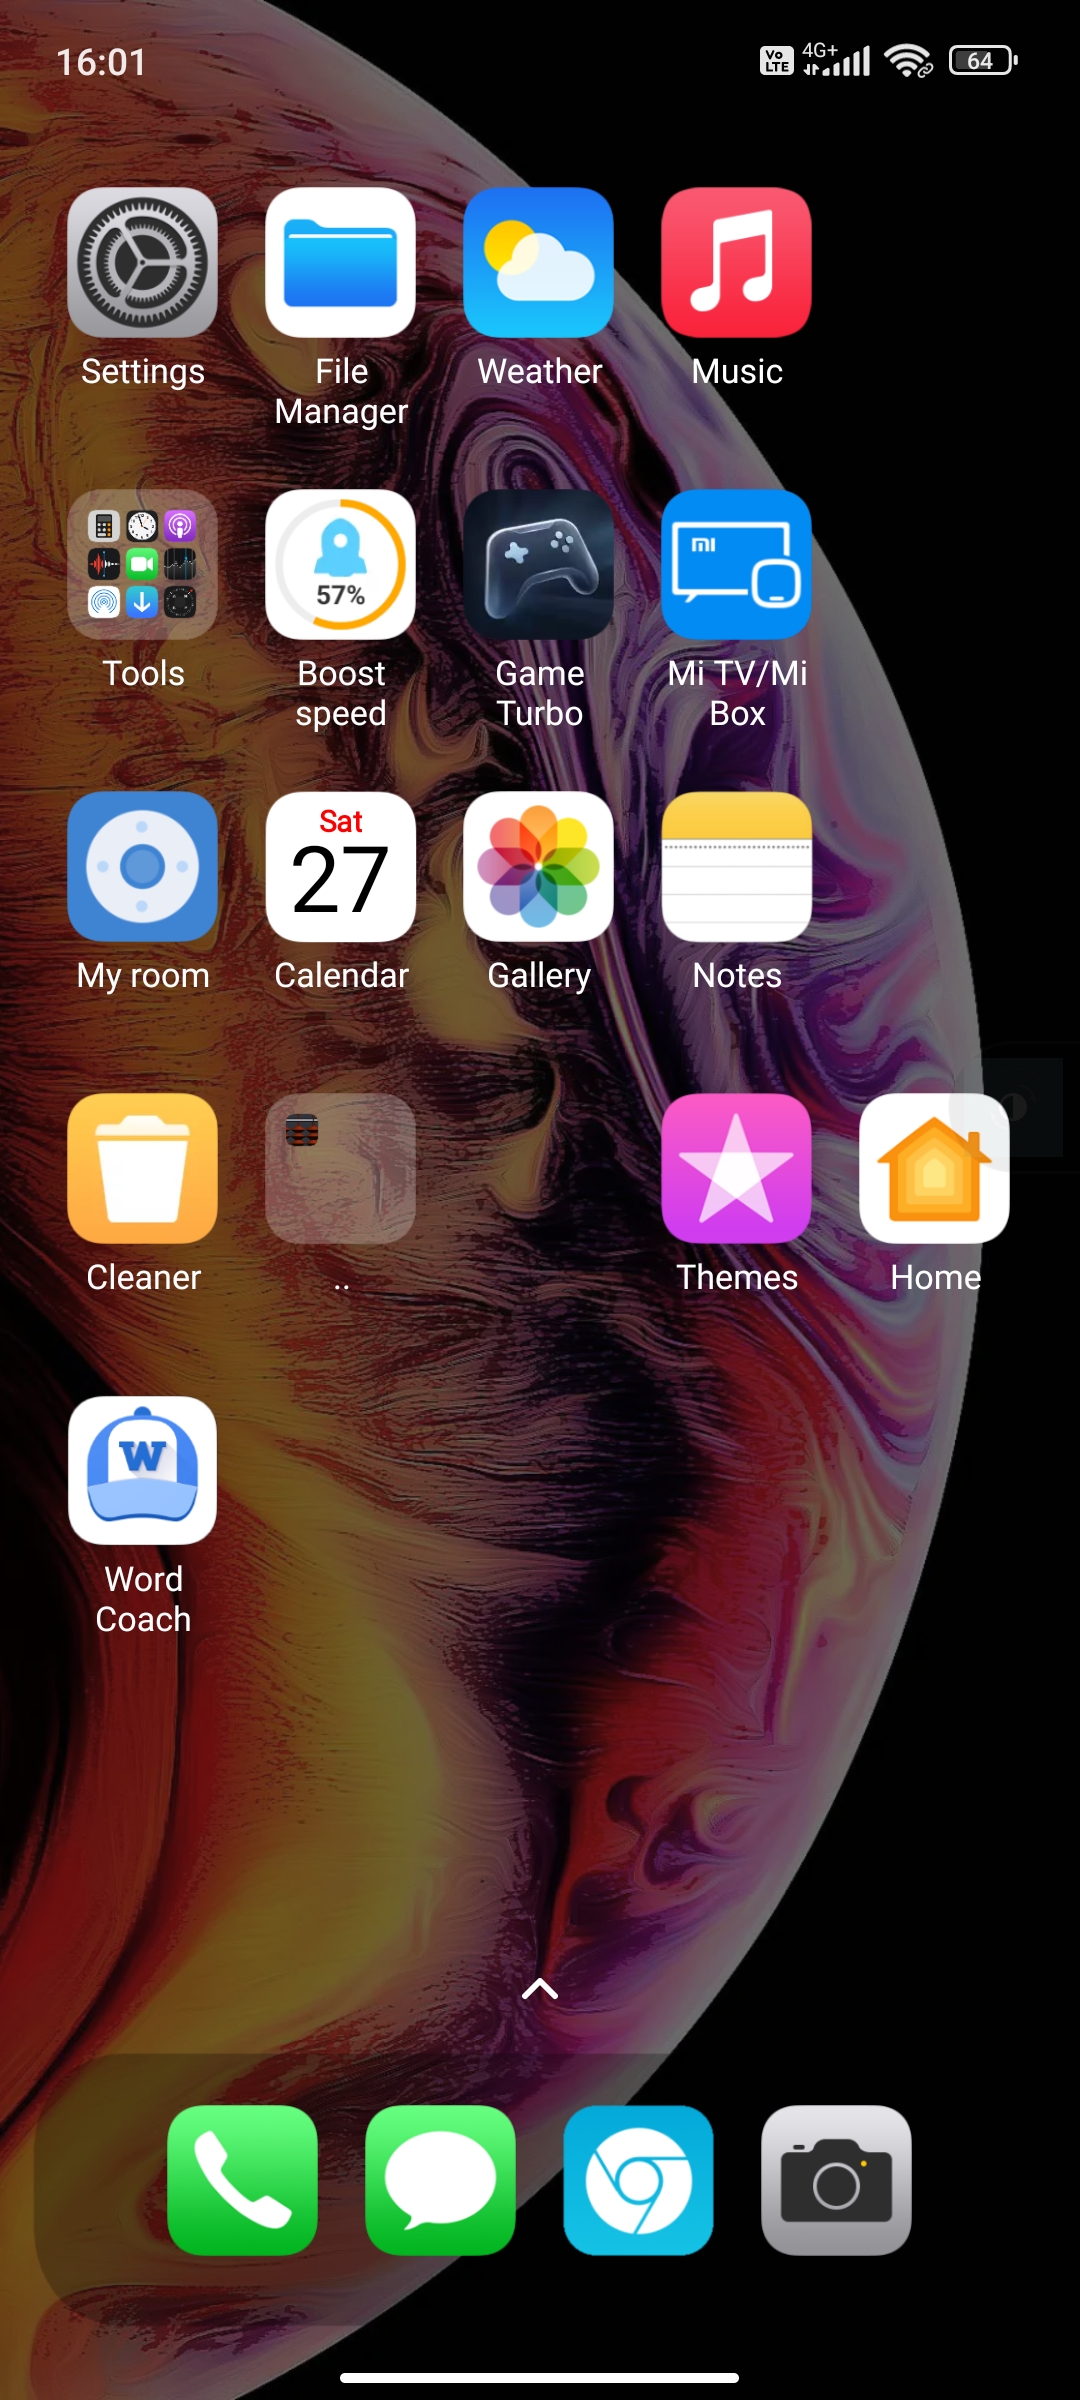 16:01
Vo
LTE
4G+
64
Settings
File
Manager
Weather
Music
Tools
57%
Boost
speed
Game
Turbo
MI
Mi TV/Mi
Box
My room
Sat
27
Calendar
Gallery
Notes
Cleaner
..
Themes
Home
W
Word
Coach